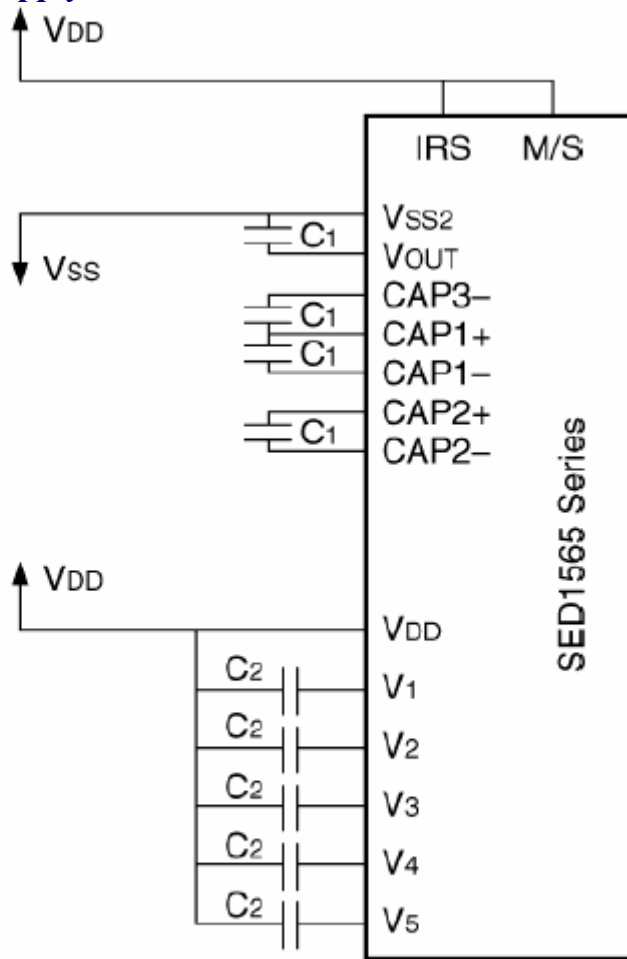 VDD
IRS M/S
VSS2
C1
VOUT
VSS
CAP3–
C1
CAP1+
C1
CAP1–
CAP2+
C1
CAP2–
SED1565 Series
VDD
VDD
C2
V1
C2
V2
C2
V3
C2
V4
C2
V5